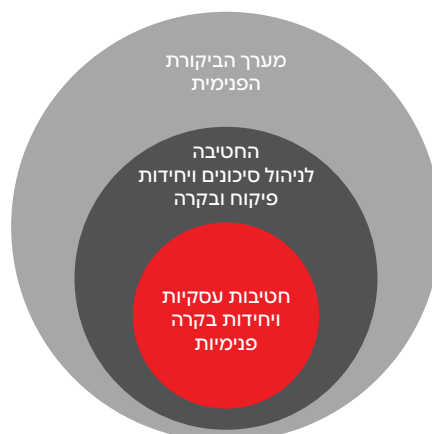 מערך הביקורת
הפנימית
החטיבה
לניהול סיכונים ויחידות
פיקוח ובקרה
חטיבות עסקיות
ויחידות בקרה
פנימיות